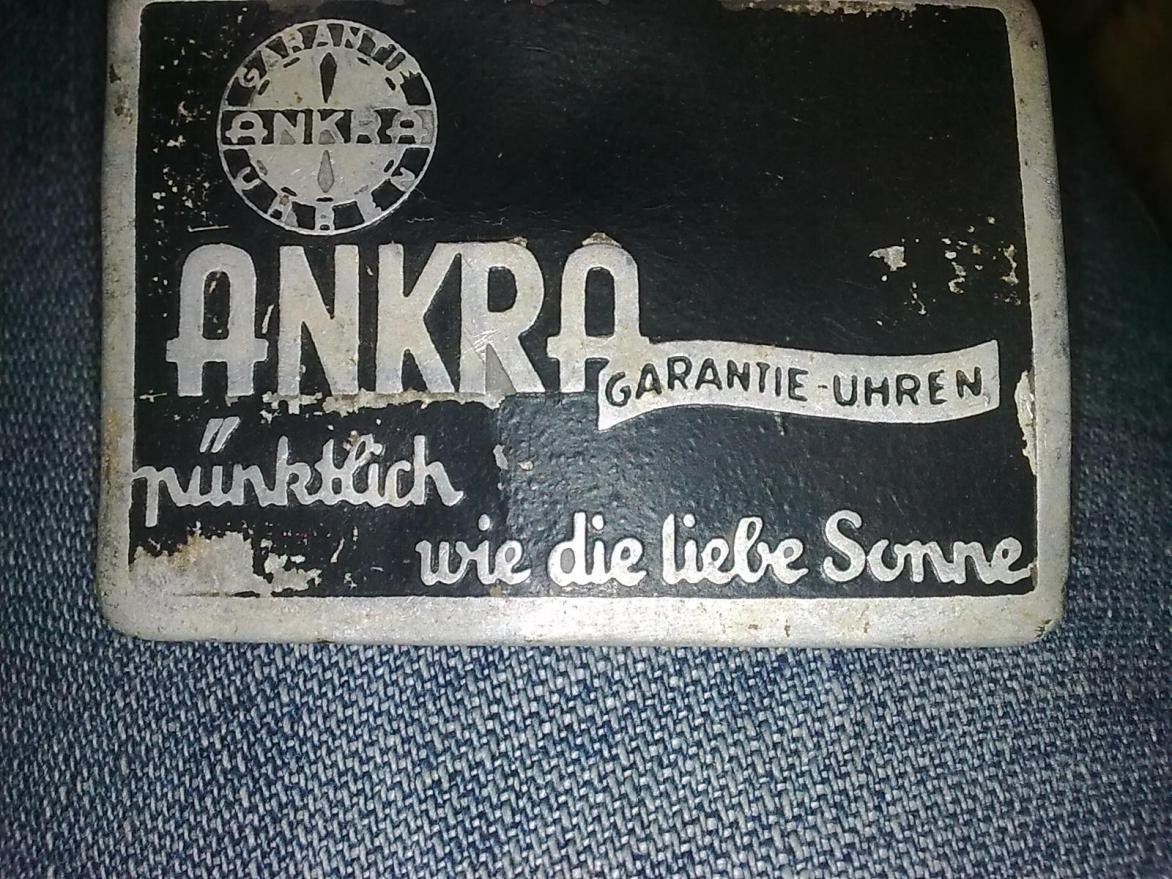 GARANTIE
ANKRA
UHREN
ANKRA
GARANTIE-UHREN
pünktlich
wie die liebe Sonne